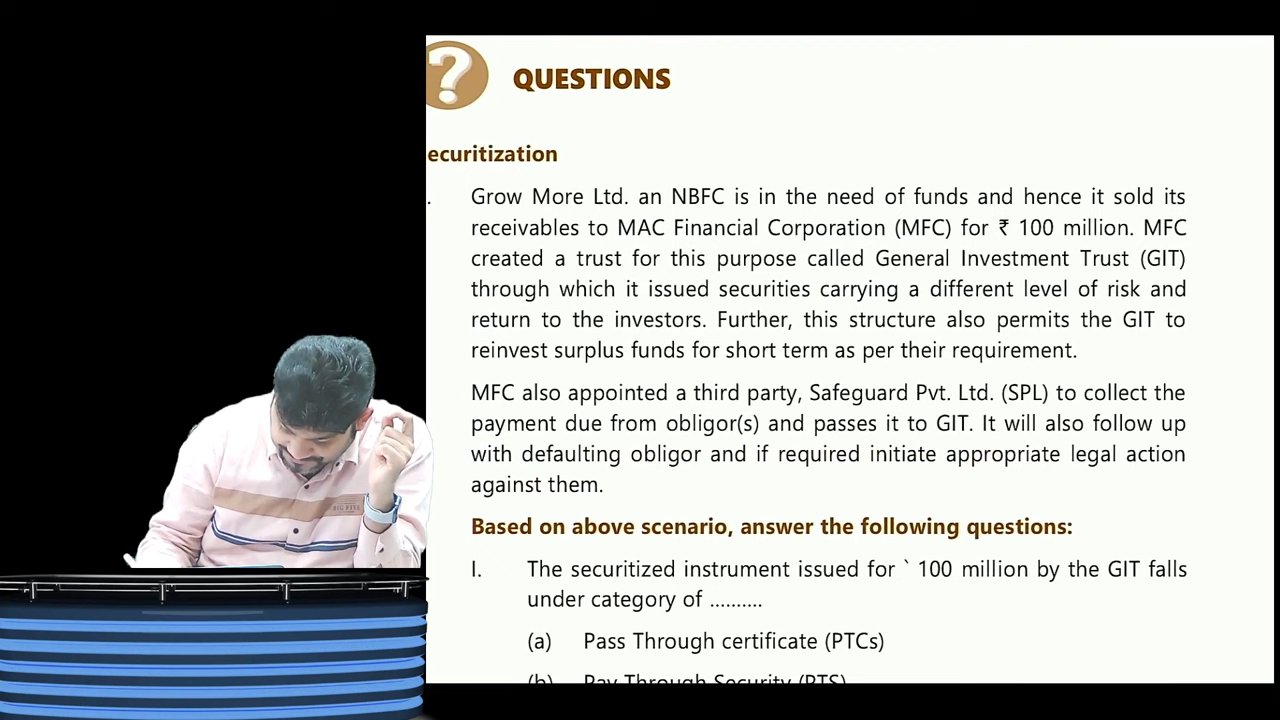 ?
QUESTIONS
ecuritization
. Grow More Ltd. an NBFC is in the need of funds and hence it sold its
receivables to MAC Financial Corporation (MFC) for ₹ 100 million. MFC
created a trust for this purpose called General Investment Trust (GIT)
through which it issued securities carrying a different level of risk and
return to the investors. Further, this structure also permits the GIT to
reinvest surplus funds for short term as per their requirement.
MFC also appointed a third party, Safeguard Pvt. Ltd. (SPL) to collect the
payment due from obligor(s) and passes it to GIT. It will also follow up
with defaulting obligor and if required initiate appropriate legal action
against them.
Based on above scenario, answer the following questions:
I. The securitized instrument issued for ` 100 million by the GIT falls
under category of ..........
(a) Pass Through certificate (PTCs)
(b) Pay Through Security (PTS)